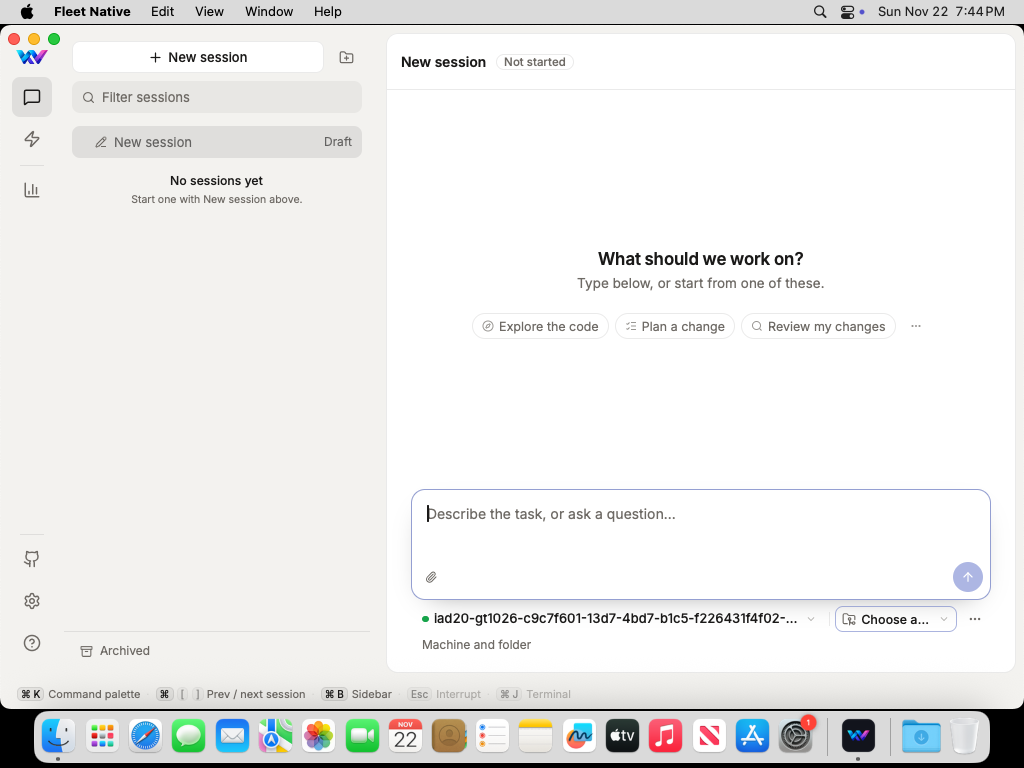 Fleet Native Edit View Window Help Sun Nov 22 7:44 PM
New session
Filter sessions
New session Draft
No sessions yet
Start one with New session above.
Archived
New session Not started
What should we work on?
Type below, or start from one of these.
Explore the code Plan a change Review my changes ...
Describe the task, or ask a question...
iad20-gt1026-c9c7f601-13d7-4bd7-b1c5-f226431f4f02-... Choose a... ...
Machine and folder
⌘ K Command palette ⌘ [ ] Prev / next session ⌘ B Sidebar Esc Interrupt ⌘ J Terminal
NOV
22
tv
1